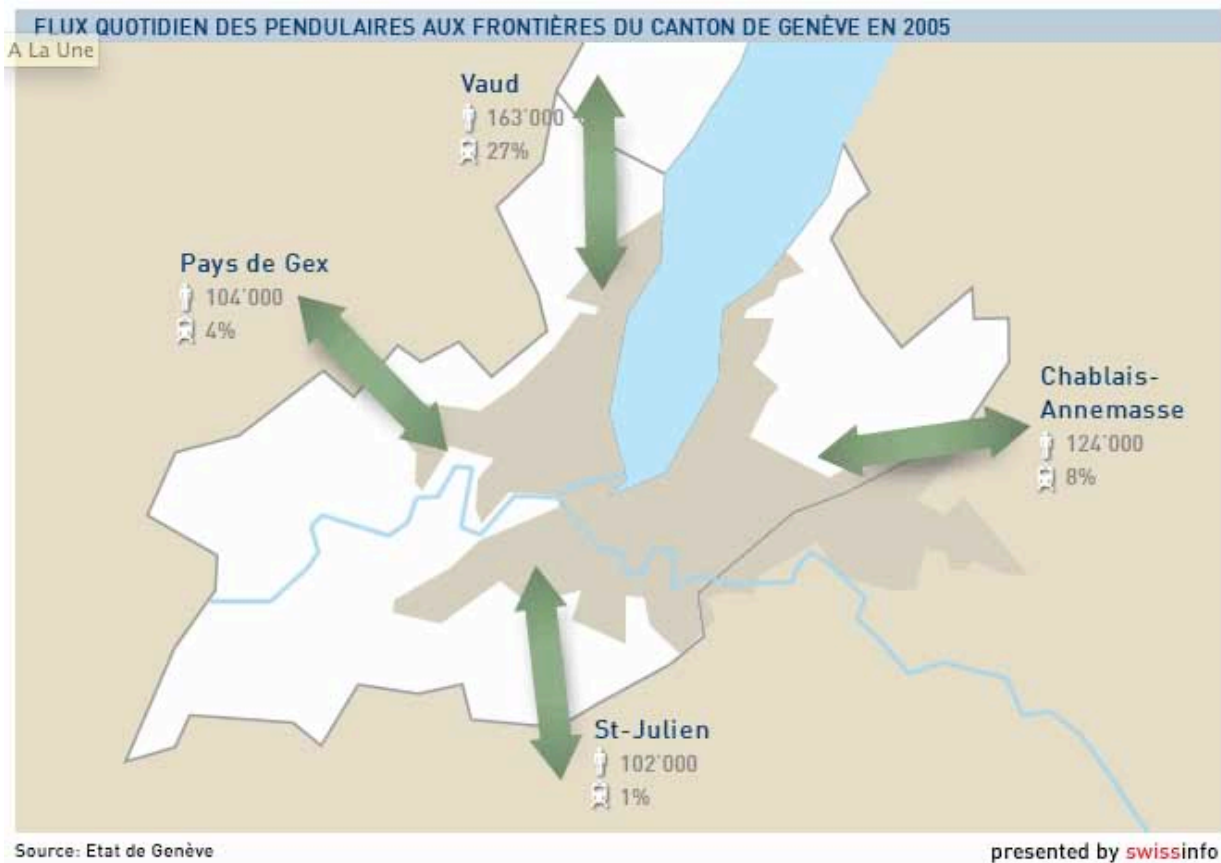 FLUX QUOTIDIEN DES PENDULAIRES AUX FRONTIÈRES DU CANTON DE GENÈVE EN 2005
A La Une
Vaud
163'000
27%
Pays de Gex
104'000
4%
Chablais-
Annemasse
124'000
8%
St-Julien
102'000
1%
Source: Etat de Genève
presented by swissinfo